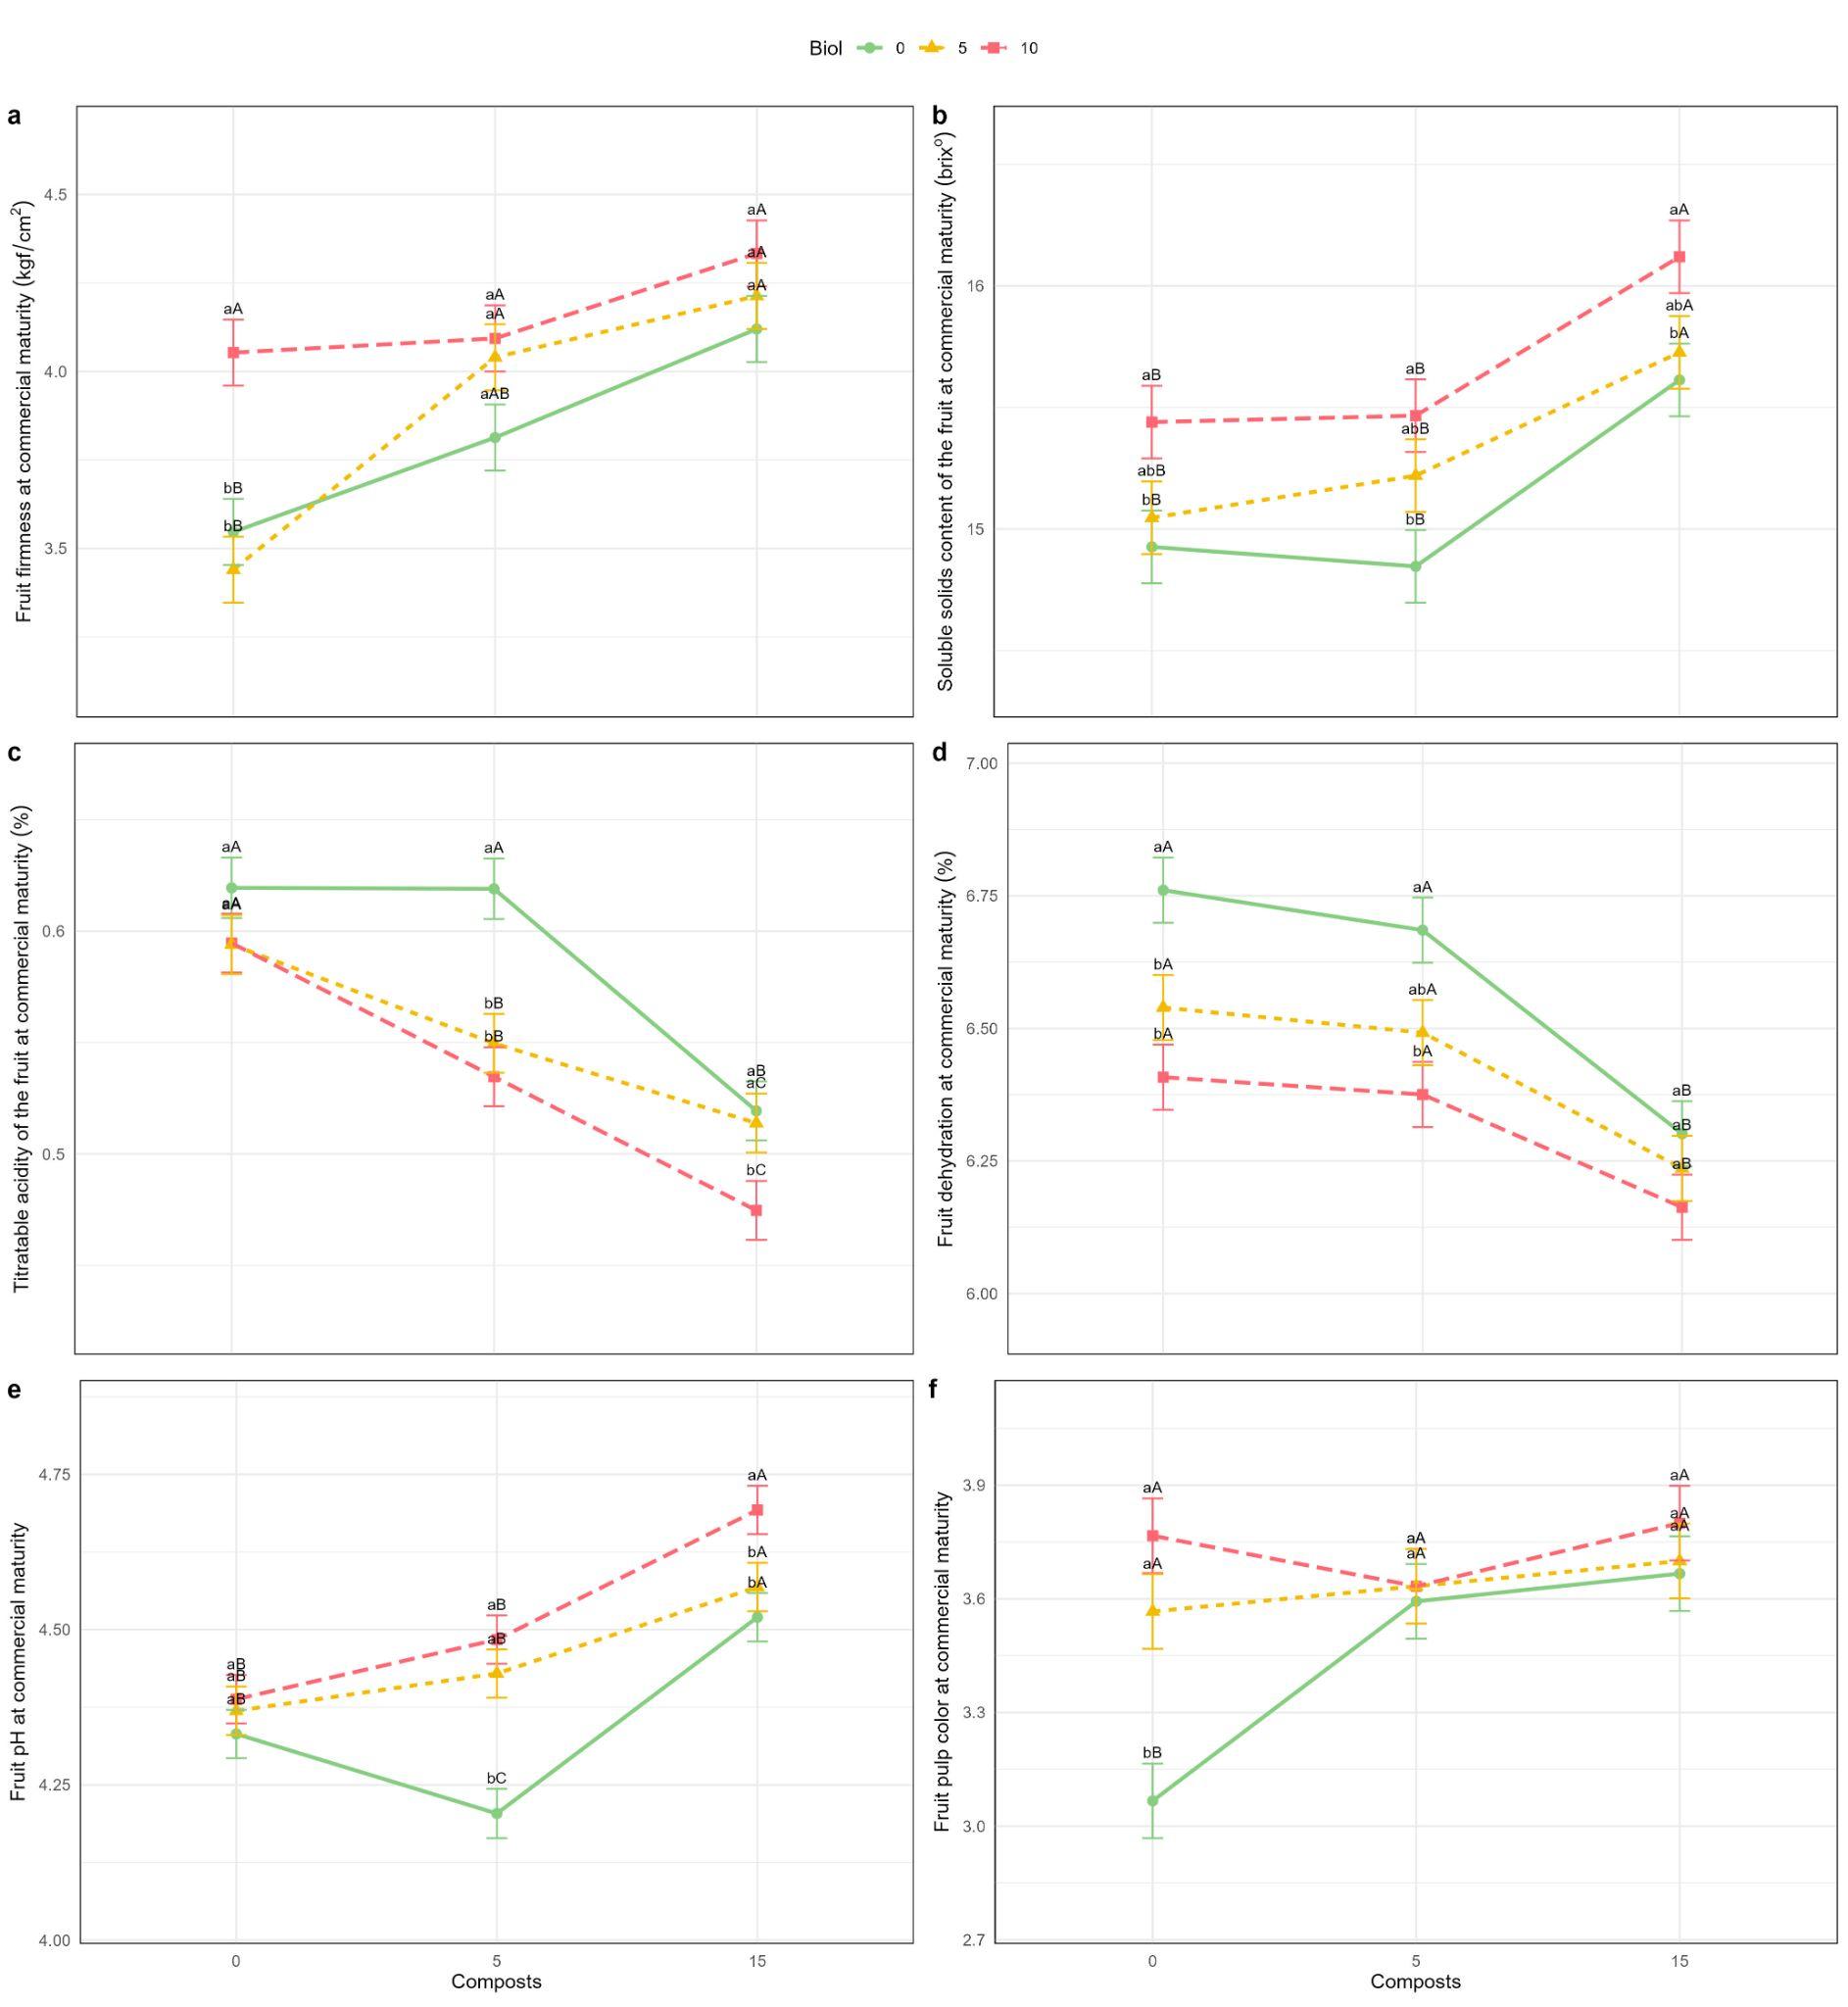 Biol 0 5 10
a
Fruit firmness at commercial maturity (kgf/cm2)
4.5
4.0
3.5
aA
bB
bB
aA
aA
aAB
aA
aA
aA
b
Soluble solids content of the fruit at commercial maturity (brixo)
16
15
aB
abB
bB
aB
abB
bB
aA
abA
bA
c
Titratable acidity of the fruit at commercial maturity (%)
0.6
0.5
aA
aA
aA
bB
bB
aB
aC
bC
d
Fruit dehydration at commercial maturity (%)
7.00
6.75
6.50
6.25
6.00
aA
bA
bA
aA
abA
bA
aB
aB
aB
e
Fruit pH at commercial maturity
4.75
4.50
4.25
4.00
aB
aB
aB
aB
aB
bC
aA
bA
bA
0 5 15
Composts
f
Fruit pulp color at commercial maturity
3.9
3.6
3.3
3.0
2.7
aA
aA
bB
aA
aA
aA
aA
aA
0 5 15
Composts